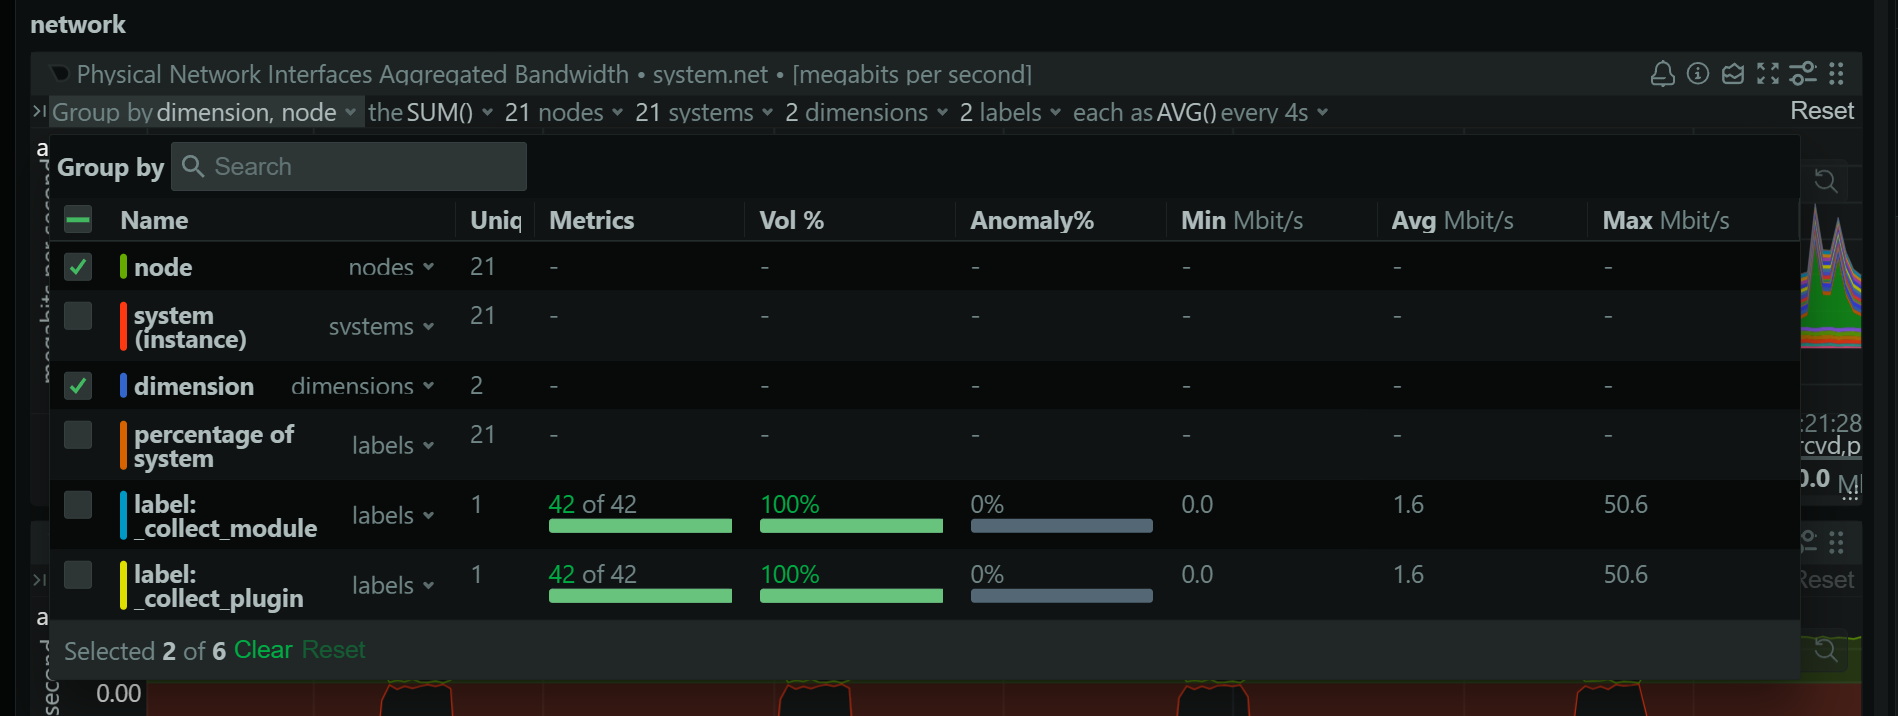 network
Physical Network Interfaces Aggregated Bandwidth • system.net • [megabits per second]
Group by dimension, node the SUM() 21 nodes 21 systems 2 dimensions 2 labels each as AVG() every 4s Reset
Group by Search
Name Uniq Metrics Vol % Anomaly% Min Mbit/s Avg Mbit/s Max Mbit/s
node nodes 21 - - - - - -
system
(instance) systems 21 - - - - - -
dimension dimensions 2 - - - - - -
percentage of
system labels 21 - - - - - -
:21:28
rcvd,p
0.0
label:
_collect_module labels 1 42 of 42 100% 0% 0.0 1.6 50.6
label:
_collect_plugin labels 1 42 of 42 100% 0% 0.0 1.6 50.6
Reset
Selected 2 of 6 Clear Reset
0.00